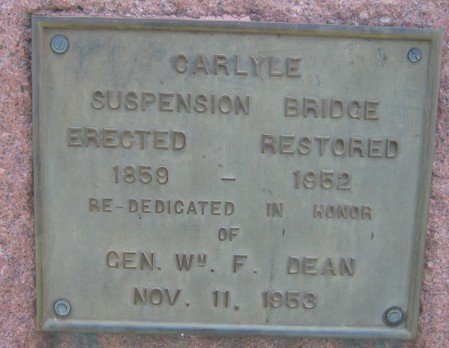 CARLYLE
SUSPENSION BRIDGE
ERECTED RESTORED
1859 - 1952
RE-DEDICATED IN HONOR
OF
GEN. WM. F. DEAN
NOV. 11, 1953